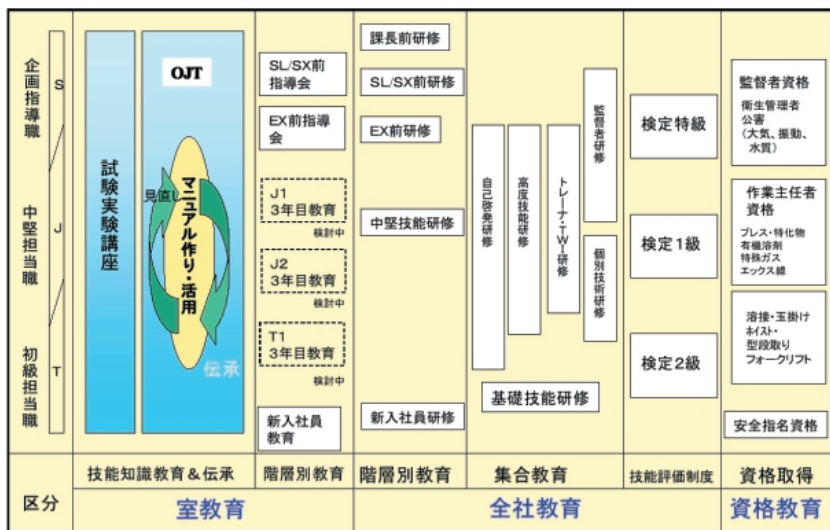 企画指導職
中堅担当職
初級担当職
S
J
T
試験実験講座
OJT
見直し
マニュアル作り・活用
伝承
SL/SX前
指導会
EX前指導
会
J1
3年目教育
検討中
J2
3年目教育
検討中
T1
3年目教育
検討中
新入社員
教育
課長前研修
SL/SX前研修
EX前研修
中堅技能研修
新入社員研修
自己啓発研修
高度技能研修
トレーナ・TWI研修
監督者研修
個別技術研修
基礎技能研修
検定特級
検定1級
検定2級
監督者資格
衛生管理者
公害
(大気、振動、
水質)
作業主任者
資格
プレス・特化物
有機溶剤
特殊ガス
エックス線
溶接・玉掛け
ホイスト・
型段取り
フォークリフト
安全指名資格
技能知識教育&伝承
階層別教育
階層別教育
集合教育
技能評価制度
資格取得
区分
室教育
全社教育
資格教育